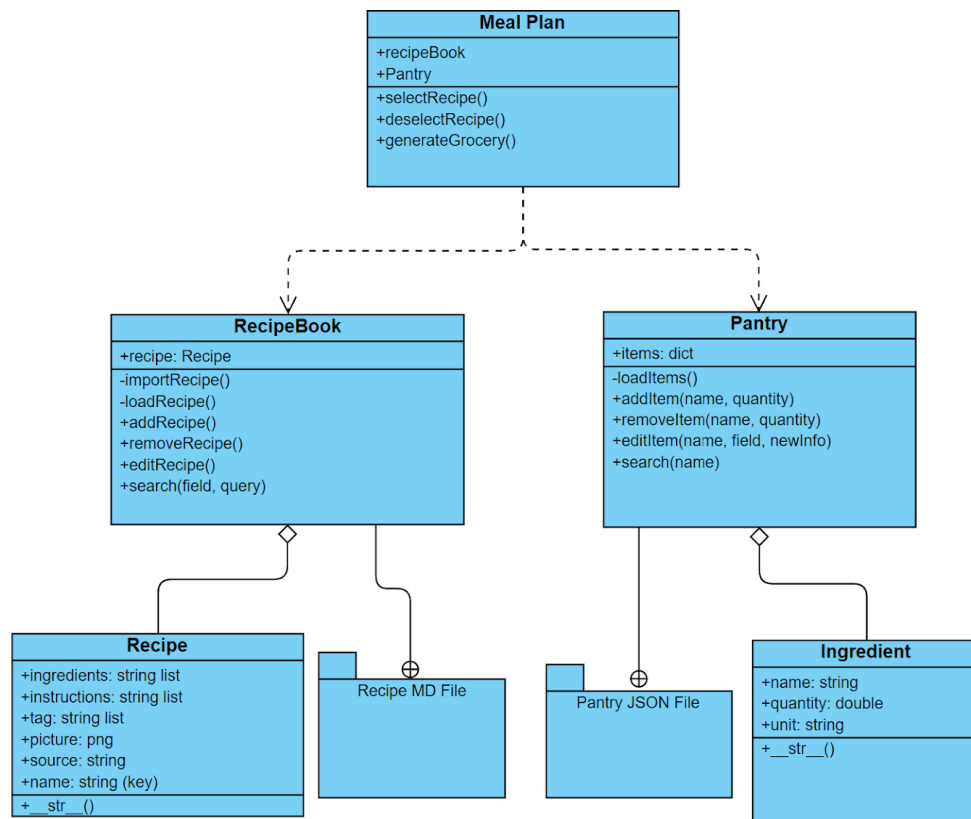 Meal Plan
+recipeBook
+Pantry
+selectRecipe()
+deselectRecipe()
+generateGrocery()
RecipeBook
+recipe: Recipe
-importRecipe()
-loadRecipe()
+addRecipe()
+removeRecipe()
+editRecipe()
+search(field, query)
Pantry
+items: dict
-loadItems()
+addItem(name, quantity)
+removeItem(name, quantity)
+editItem(name, field, newInfo)
+search(name)
Recipe
+ingredients: string list
+instructions: string list
+tag: string list
+picture: png
+source: string
+name: string (key)
+__str__()
Recipe MD File
Pantry JSON File
Ingredient
+name: string
+quantity: double
+unit: string
+__str__()